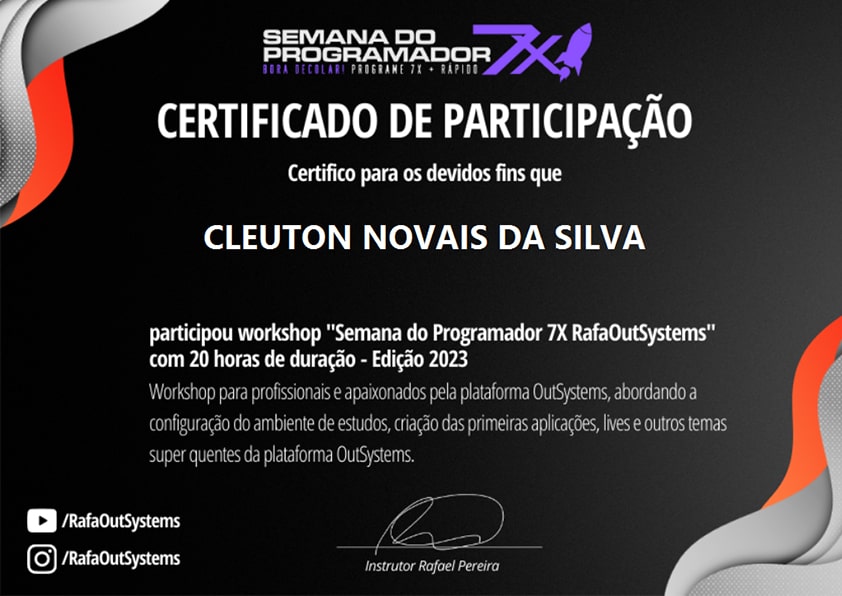 SEMANA DO
PROGRAMADOR 7X
BORA DECOLAR! PROGRAME 7X + RÁPIDO
CERTIFICADO DE PARTICIPAÇÃO
Certifico para os devidos fins que
CLEUTON NOVAIS DA SILVA
participou workshop "Semana do Programador 7X RafaOutSystems"
com 20 horas de duração - Edição 2023
Workshop para profissionais e apaixonados pela plataforma OutSystems, abordando a
configuração do ambiente de estudos, criação das primeiras aplicações, lives e outros temas
super quentes da plataforma OutSystems.
/RafaOutSystems
/RafaOutSystems
Instrutor Rafael Pereira